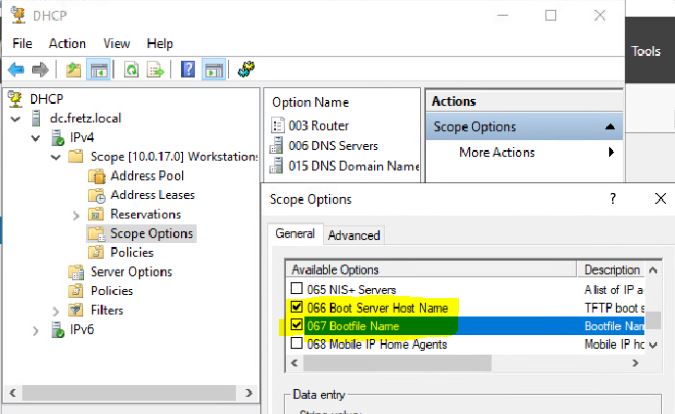 DHCP
File Action View Help
Tools
DHCP
dc.fretz.local
IPv4
Scope [10.0.17.0] Workstations
Address Pool
Address Leases
Reservations
Scope Options
Policies
Server Options
Policies
Filters
IPv6
Option Name
003 Router
006 DNS Servers
015 DNS Domain Name
Actions
Scope Options
More Actions
Scope Options
General Advanced
Available Options Description
065 NIS+ Servers A list of IP a
066 Boot Server Host Name TFTP boot s
067 Bootfile Name Bootfile Nam
068 Mobile IP Home Agents Mobile IP ho
Data entry
String value: